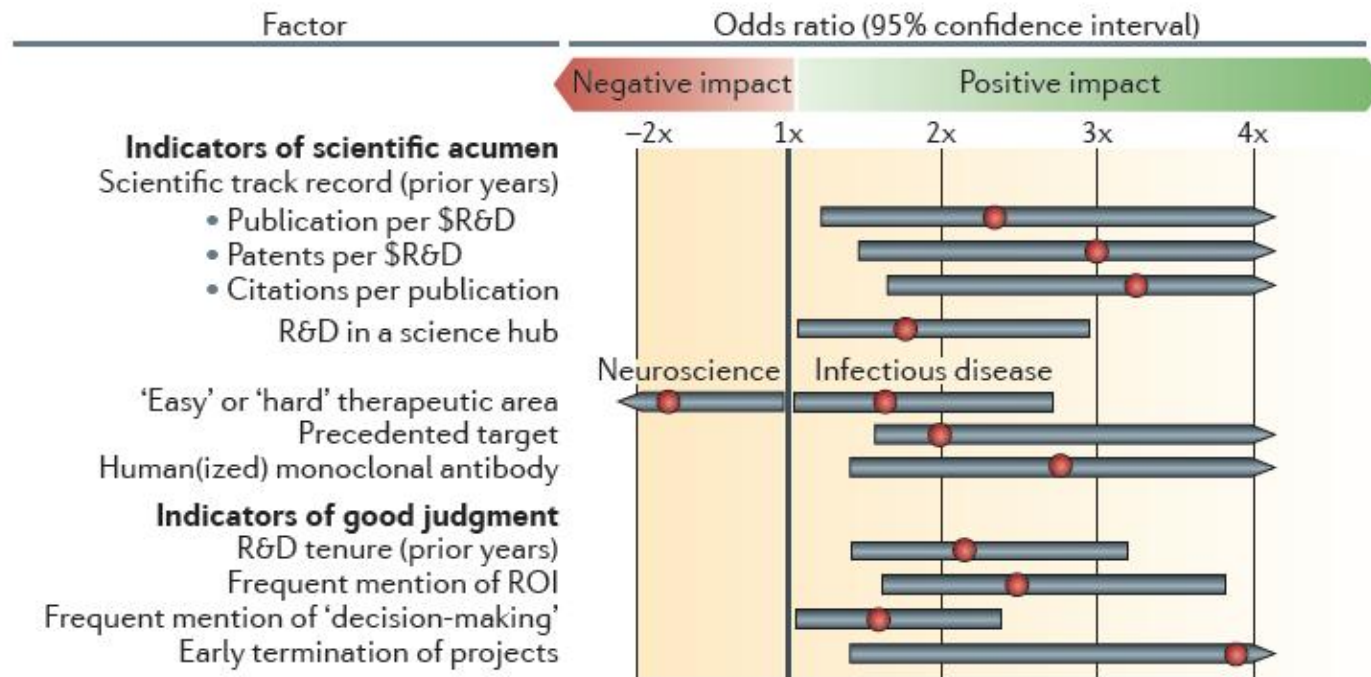 Factor
Odds ratio (95% confidence interval)
Negative impact
Positive impact
–2x 1x 2x 3x 4x
Indicators of scientific acumen
Scientific track record (prior years)
• Publication per $R&D
• Patents per $R&D
• Citations per publication
R&D in a science hub
Neuroscience
Infectious disease
‘Easy’ or ‘hard’ therapeutic area
Precedented target
Human(ized) monoclonal antibody
Indicators of good judgment
R&D tenure (prior years)
Frequent mention of ROI
Frequent mention of ‘decision-making’
Early termination of projects